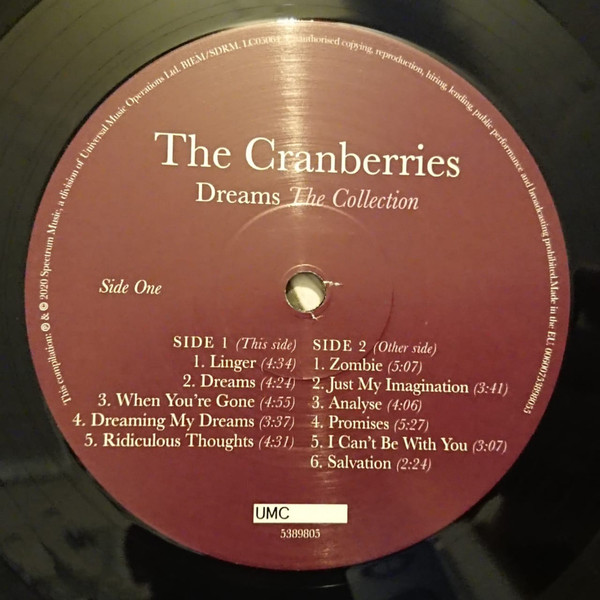 This compilation: ℗ & © 2020 Spectrum Music, a division of Universal Music Operations Ltd. BIEM/SDRM. LC03064 authorised copying, reproduction, hiring, lending, public performance and broadcasting prohibited. Made in the EU. 00600753898055
The Cranberries
Dreams The Collection
Side One
SIDE 1 (This side)
1. Linger (4:34)
2. Dreams (4:24)
3. When You're Gone (4:55)
4. Dreaming My Dreams (3:37)
5. Ridiculous Thoughts (4:31)
SIDE 2 (Other side)
1. Zombie (5:07)
2. Just My Imagination (3:41)
3. Analyse (4:06)
4. Promises (5:27)
5. I Can't Be With You (3:07)
6. Salvation (2:24)
UMC
5389805